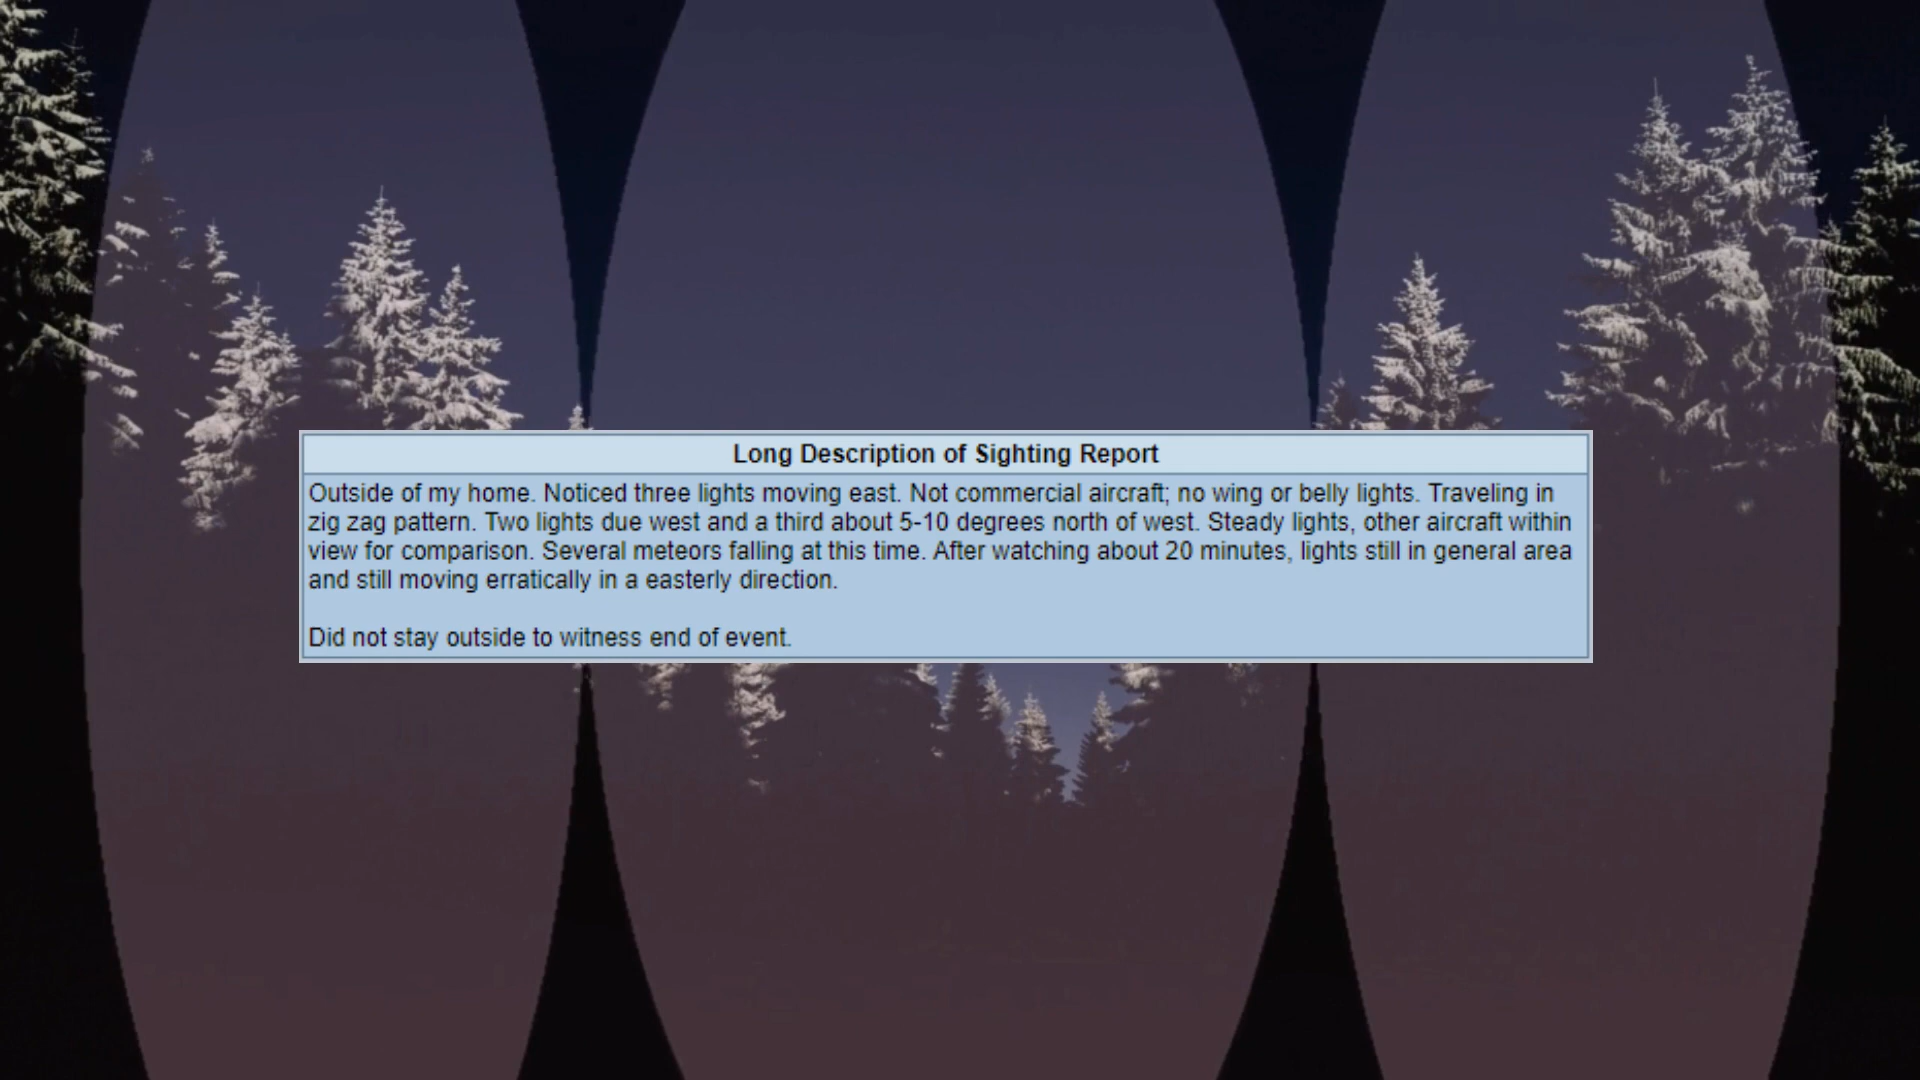 Long Description of Sighting Report
Outside of my home. Noticed three lights moving east. Not commercial aircraft; no wing or belly lights. Traveling in
zig zag pattern. Two lights due west and a third about 5-10 degrees north of west. Steady lights, other aircraft within
view for comparison. Several meteors falling at this time. After watching about 20 minutes, lights still in general area
and still moving erratically in a easterly direction.
Did not stay outside to witness end of event.